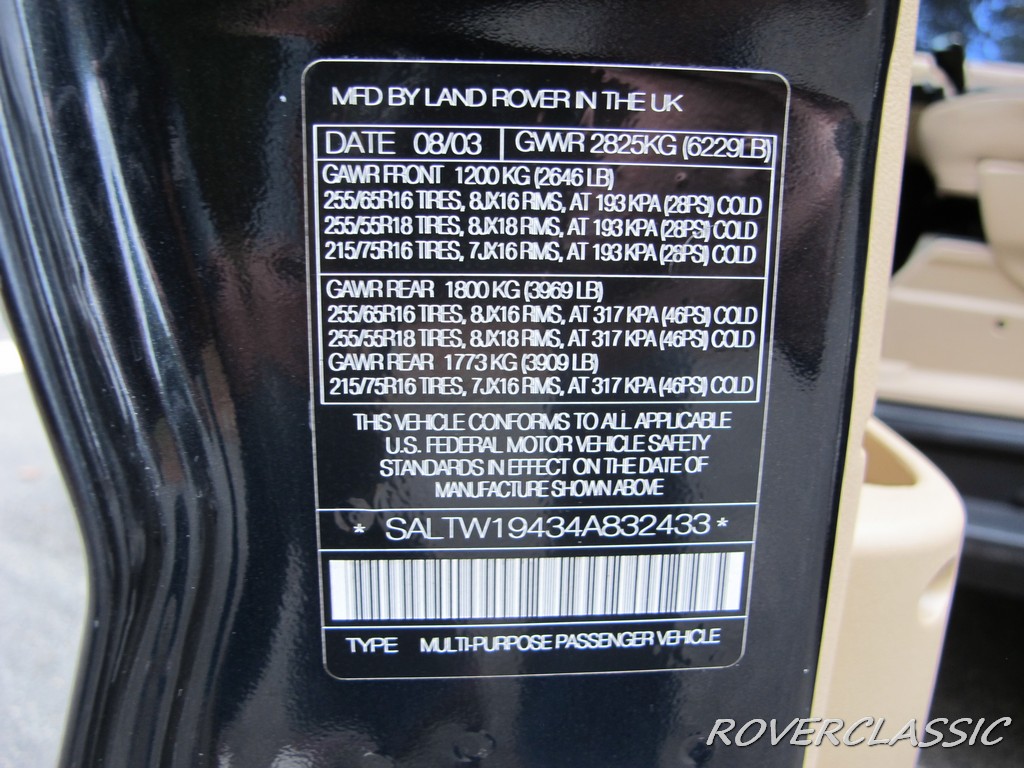 MFD BY LAND ROVER IN THE UK
DATE 08/03 GVWR 2825KG (6229LB)
GAWR FRONT 1200 KG (2646 LB)
255/65R16 TIRES, 8JX16 RIMS, AT 193 KPA (28PSI) COLD
255/55R18 TIRES, 8JX18 RIMS, AT 193 KPA (28PSI) COLD
215/75R16 TIRES, 7JX16 RIMS, AT 193 KPA (28PSI) COLD
GAWR REAR 1800 KG (3969 LB)
255/65R16 TIRES, 8JX16 RIMS, AT 317 KPA (46PSI) COLD
255/55R18 TIRES, 8JX18 RIMS, AT 317 KPA (46PSI) COLD
GAWR REAR 1773 KG (3909 LB)
215/75R16 TIRES, 7JX16 RIMS, AT 317 KPA (46PSI) COLD
THIS VEHICLE CONFORMS TO ALL APPLICABLE
U.S. FEDERAL MOTOR VEHICLE SAFETY
STANDARDS IN EFFECT ON THE DATE OF
MANUFACTURE SHOWN ABOVE
* SALTW19434A832433 *
TYPE MULTI-PURPOSE PASSENGER VEHICLE
ROVERCLASSIC